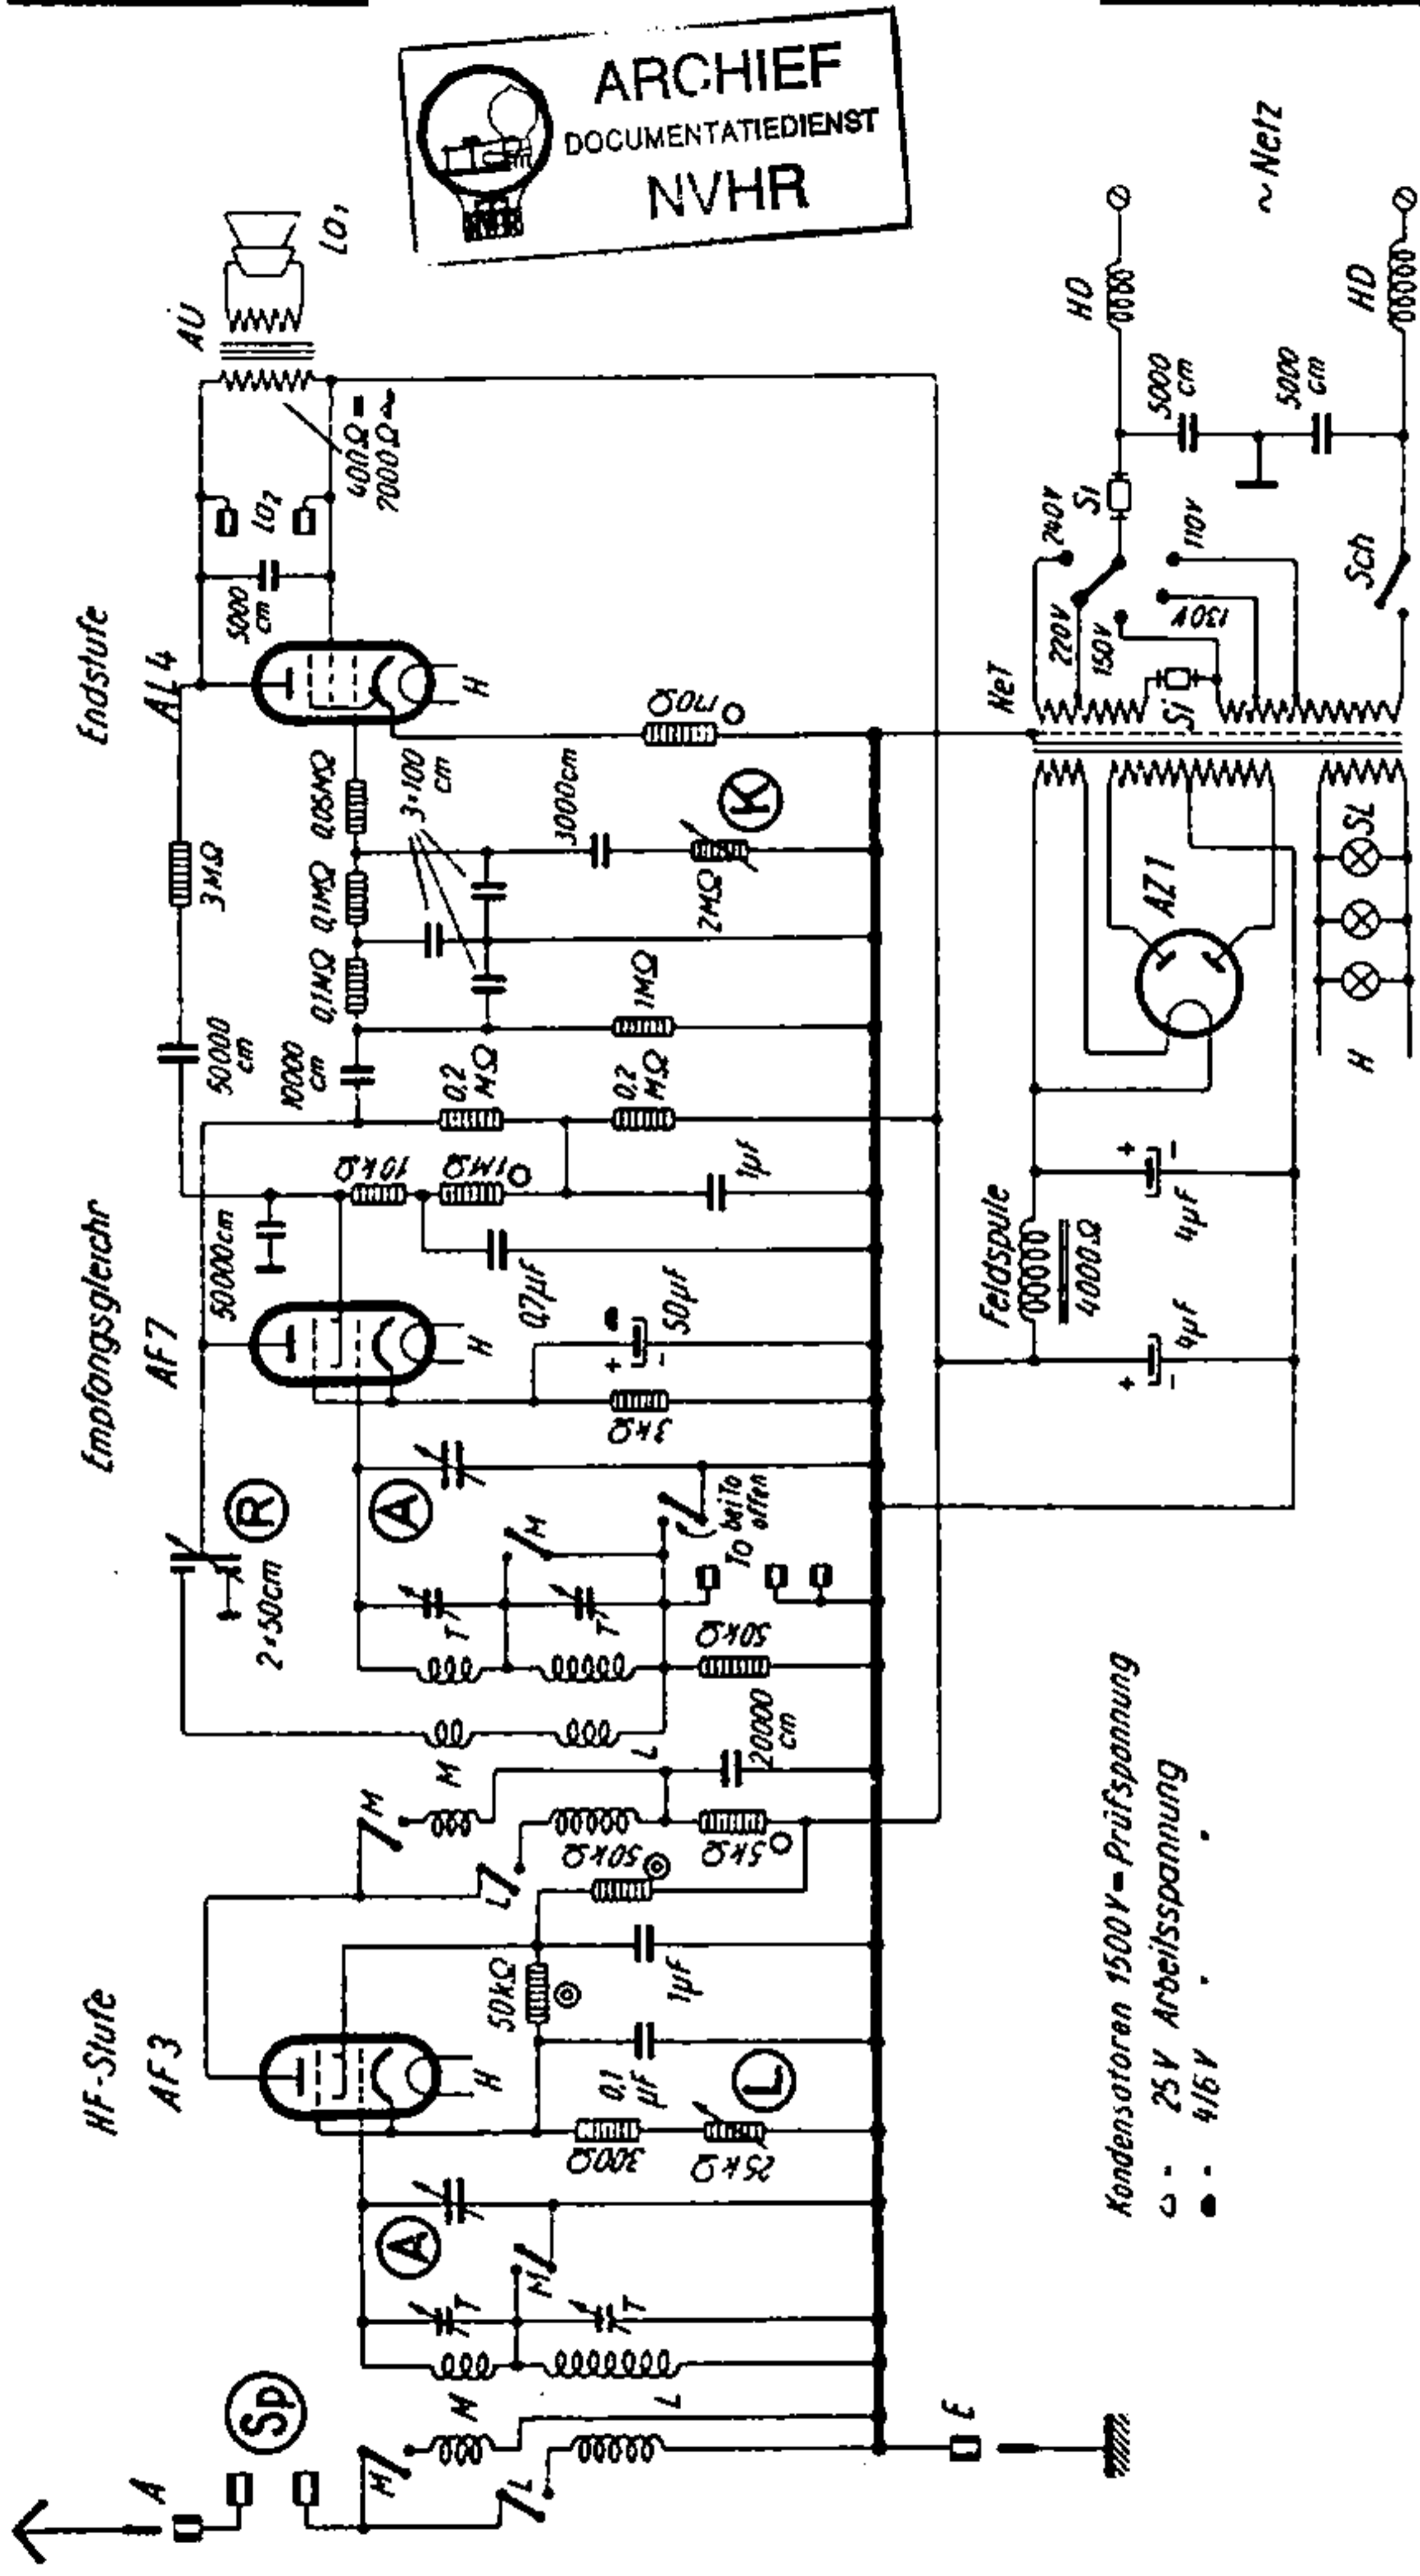 ARCHIEF
DOCUMENTATIEDIENST
NVHR
HF-Stufe
AF3
Empfangsgleichr
AF7
Endstufe
AL4
AÜ
LO1
LO2
400Ω =
7000Ω ~
5000
cm
3MΩ
50000
cm
10000
cm
0,1MΩ
0,1MΩ
0,05MΩ
3×100
cm
3000cm
2MΩ
K
170Ω
H
0,2
MΩ
0,2
MΩ
1MΩ
10kΩ
1MΩ
1µF
50000cm
0,7µF
50µF
+
-
3kΩ
H
R
2×50cm
A
M
T
T
To
bei To
offen
50kΩ
20000
cm
M
L
M
L
50kΩ
5kΩ
50kΩ
1µF
0,1
µF
H
300Ω
25kΩ
L
A
M
T
T
M
L
Sp
A
M
L
E
~ Netz
HD
HD
5000
cm
5000
cm
Si
240V
220V
150V
130V
110V
Sch
Si
NeT
AZ1
SL
H
Feldspule
4000Ω
+
-
4µF
+
-
4µF
Kondensatoren 1500V = Prüfspannung
" 25V Arbeitsspannung
" 4/6V " "